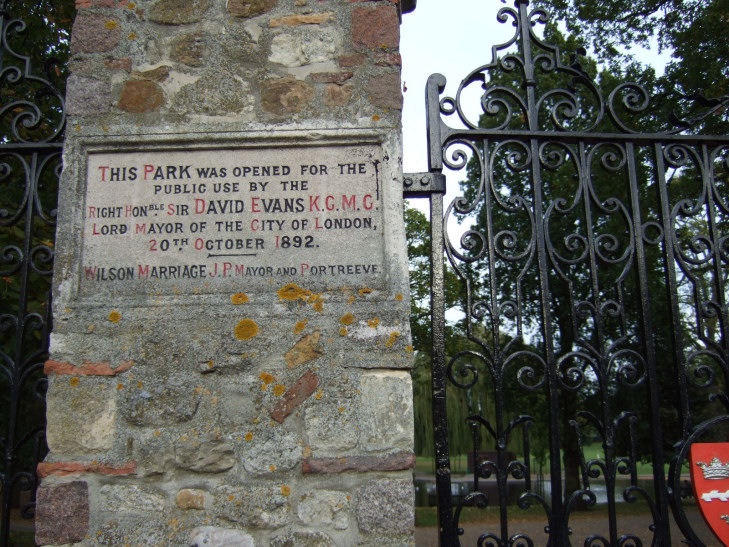 THIS PARK WAS OPENED FOR THE
PUBLIC USE BY THE
RIGHT HONBLE SIR DAVID EVANS K.C.M.G.
LORD MAYOR OF THE CITY OF LONDON,
20TH OCTOBER 1892.
WILSON MARRIAGE J.P. MAYOR AND PORTREEVE.